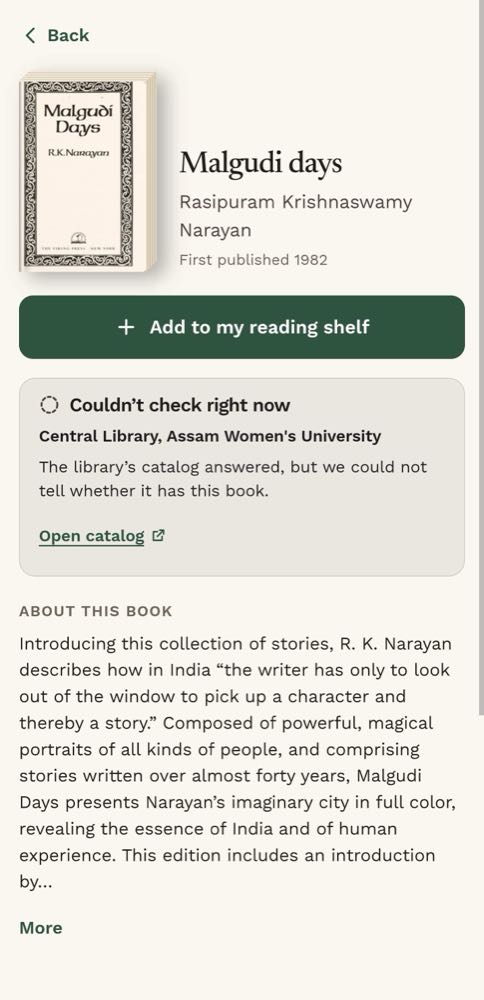 Back
Malgudi
Days
R.K.Narayan
THE VIKING PRESS · NEW YORK
Malgudi days
Rasipuram Krishnaswamy
Narayan
First published 1982
+ Add to my reading shelf
Couldn’t check right now
Central Library, Assam Women's University
The library’s catalog answered, but we could not
tell whether it has this book.
Open catalog
ABOUT THIS BOOK
Introducing this collection of stories, R. K. Narayan
describes how in India “the writer has only to look
out of the window to pick up a character and
thereby a story.” Composed of powerful, magical
portraits of all kinds of people, and comprising
stories written over almost forty years, Malgudi
Days presents Narayan’s imaginary city in full color,
revealing the essence of India and of human
experience. This edition includes an introduction
by…
More